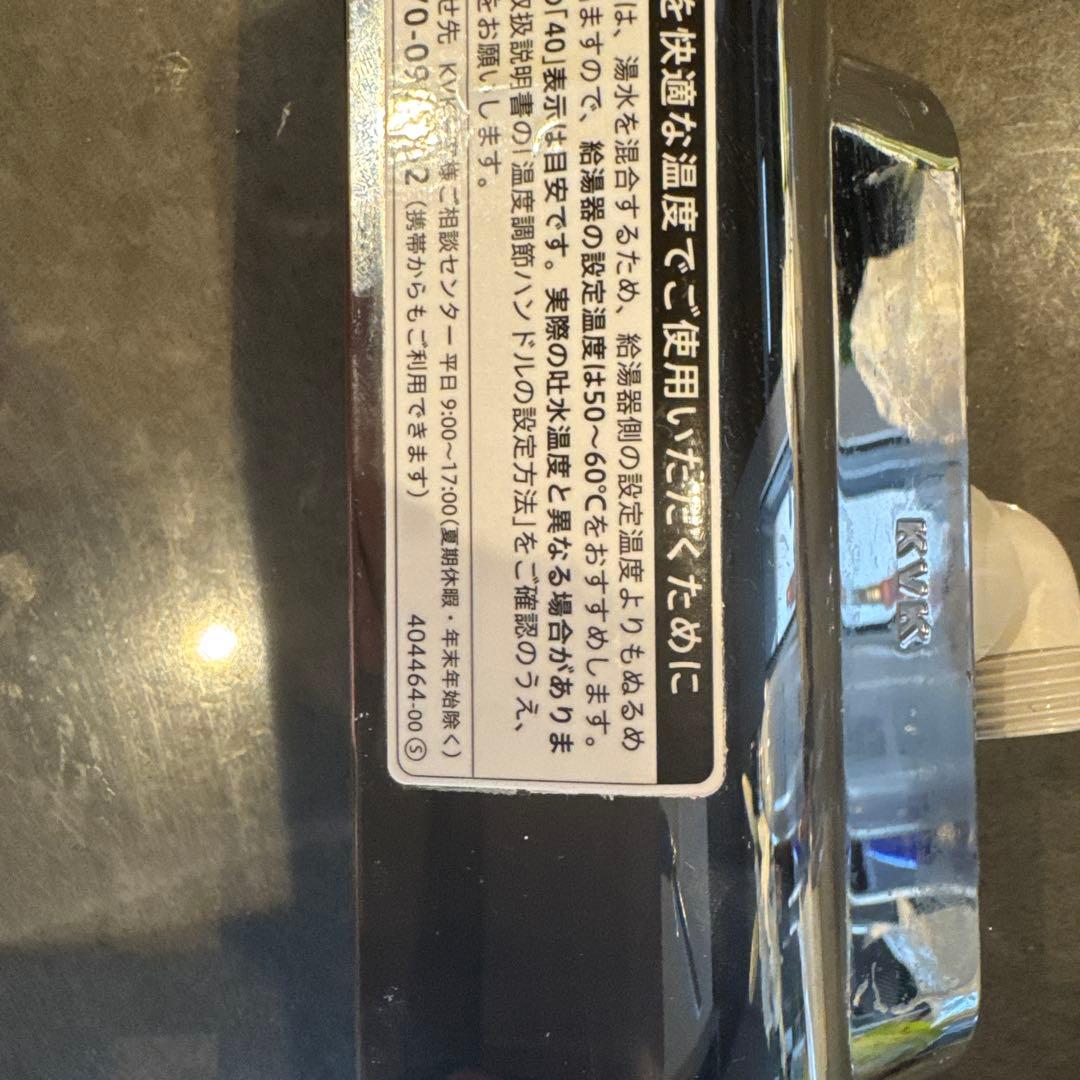 を快適な温度でご使用いただくために
は、湯水を混合するため、給湯器側の設定温度よりもぬるめ
ますので、給湯器の設定温度は50〜60℃をおすすめします。
「40」表示は目安です。実際の吐水温度と異なる場合がありま
取扱説明書の「温度調節ハンドルの設定方法」をご確認のうえ、
をお願いします。
せ先 KVK 様ご相談センター 平日 9:00〜17:00(夏期休暇・年末年始除く)
70-09 2(携帯からもご利用できます)
404464-00 Ⓢ
KVK